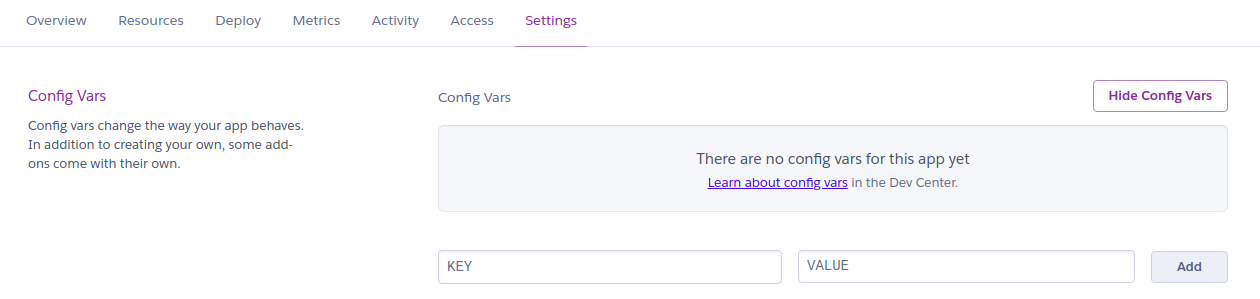 Overview Resources Deploy Metrics Activity Access Settings
Config Vars
Config vars change the way your app behaves.
In addition to creating your own, some add-
ons come with their own.
Config Vars
Hide Config Vars
There are no config vars for this app yet
Learn about config vars in the Dev Center.
KEY VALUE Add